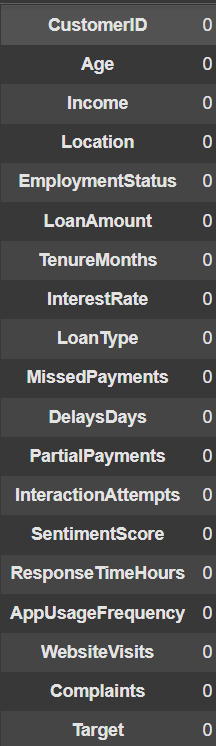 CustomerID 0
Age 0
Income 0
Location 0
EmploymentStatus 0
LoanAmount 0
TenureMonths 0
InterestRate 0
LoanType 0
MissedPayments 0
DelaysDays 0
PartialPayments 0
InteractionAttempts 0
SentimentScore 0
ResponseTimeHours 0
AppUsageFrequency 0
WebsiteVisits 0
Complaints 0
Target 0